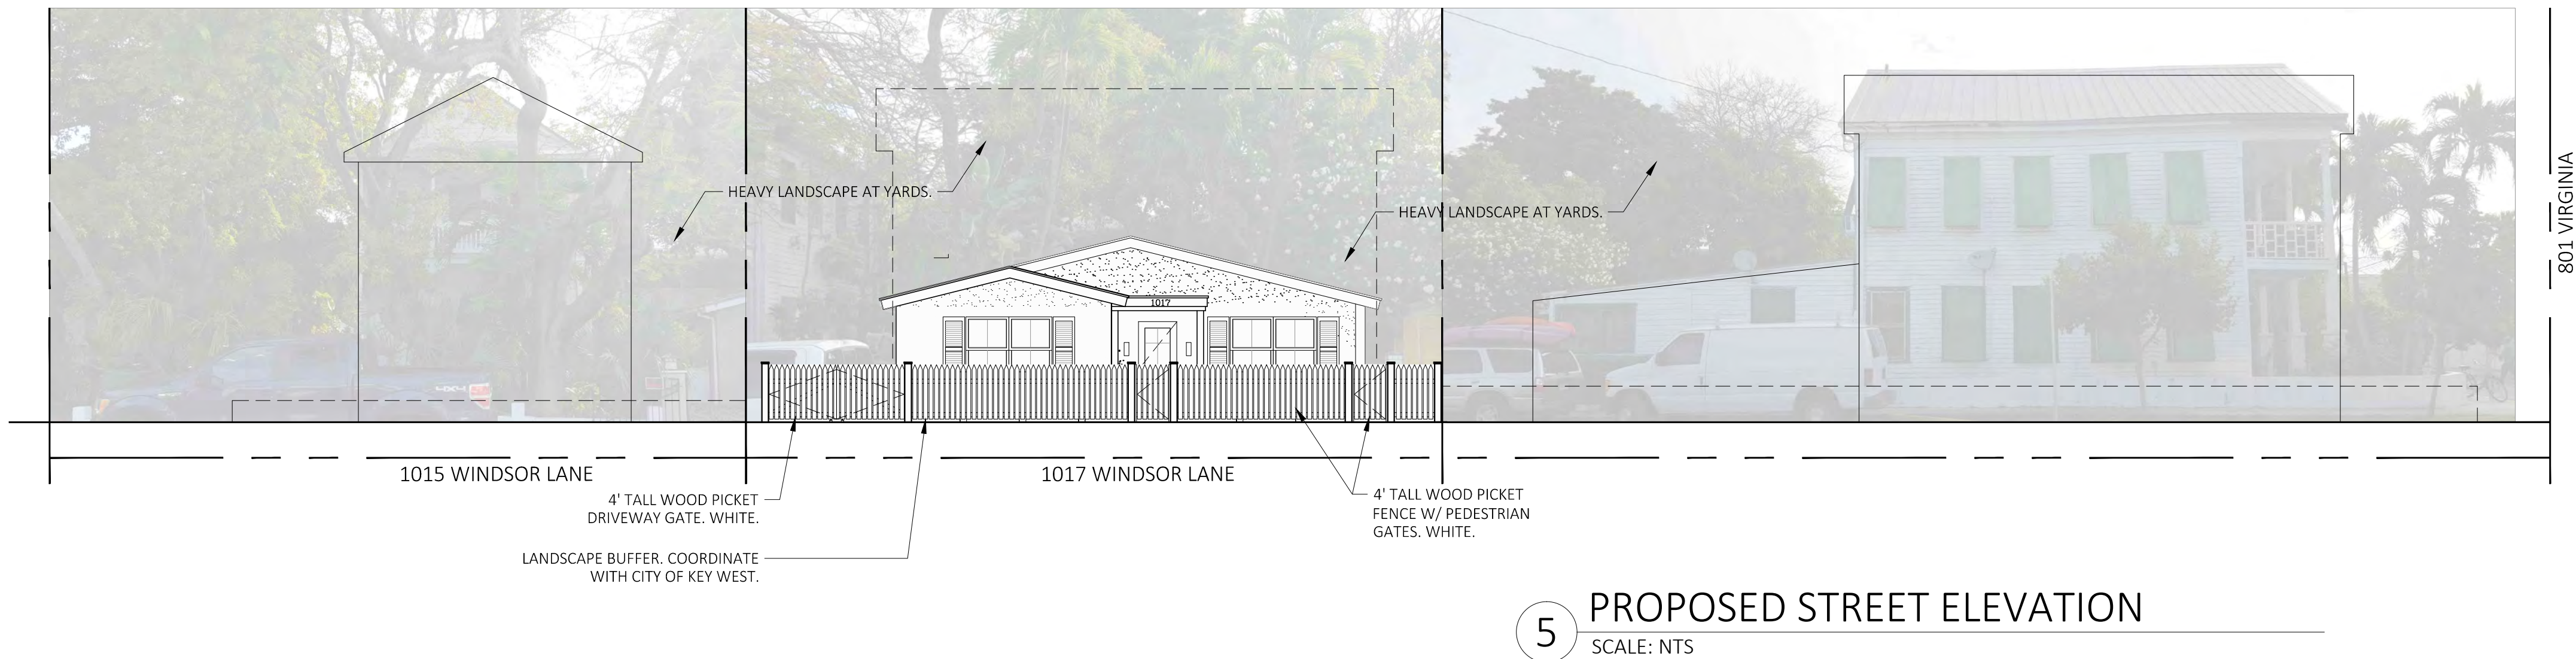 HEAVY LANDSCAPE AT YARDS.
HEAVY LANDSCAPE AT YARDS.
1017
4X4
801 VIRGINIA
1015 WINDSOR LANE
1017 WINDSOR LANE
4' TALL WOOD PICKET
DRIVEWAY GATE. WHITE.
4' TALL WOOD PICKET
FENCE W/ PEDESTRIAN
GATES. WHITE.
LANDSCAPE BUFFER. COORDINATE
WITH CITY OF KEY WEST.
5 PROPOSED STREET ELEVATION
SCALE: NTS